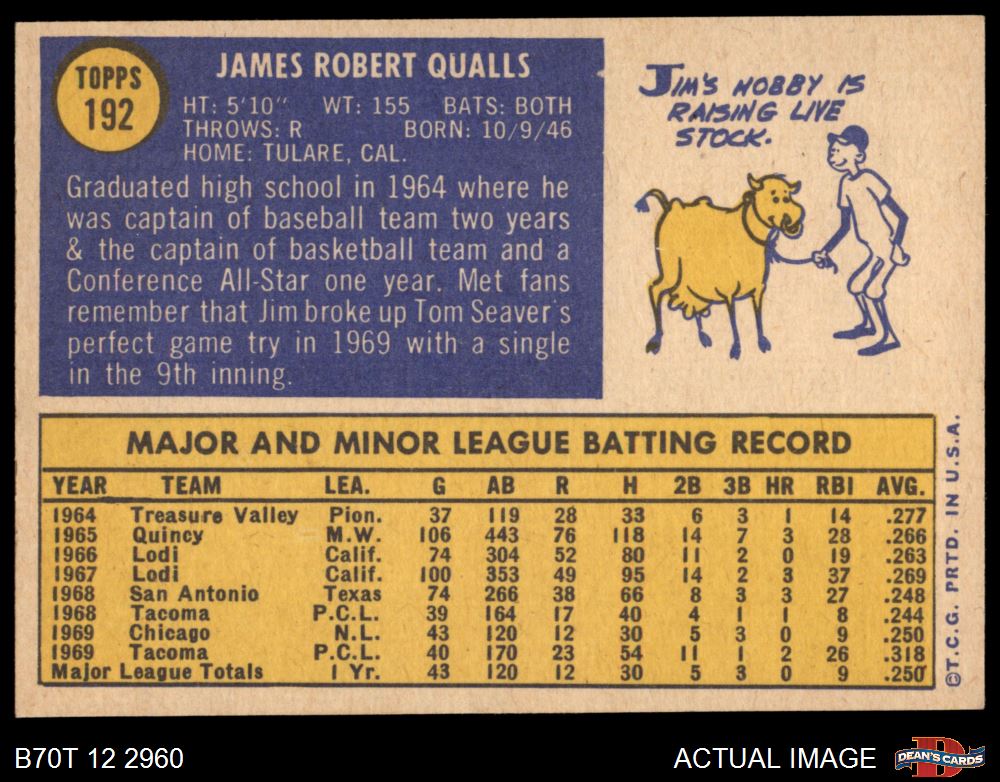 TOPPS
192
JAMES ROBERT QUALLS
HT: 5'10" WT: 155 BATS: BOTH
THROWS: R BORN: 10/9/46
HOME: TULARE, CAL.
Graduated high school in 1964 where he
was captain of baseball team two years
& the captain of basketball team and a
Conference All-Star one year. Met fans
remember that Jim broke up Tom Seaver's
perfect game try in 1969 with a single
in the 9th inning.
JIM'S HOBBY IS
RAISING LIVE
STOCK.
MAJOR AND MINOR LEAGUE BATTING RECORD
YEAR TEAM LEA. G AB R H 2B 3B HR RBI AVG.
1964 Treasure Valley Pion. 37 119 28 33 6 3 1 14 .277
1965 Quincy M.W. 106 443 76 118 14 7 3 28 .266
1966 Lodi Calif. 74 304 52 80 11 2 0 19 .263
1967 Lodi Calif. 100 353 49 95 14 2 3 37 .269
1968 San Antonio Texas 74 266 38 66 8 3 3 27 .248
1968 Tacoma P.C.L. 39 164 17 40 4 1 1 8 .244
1969 Chicago N.L. 43 120 12 30 5 3 0 9 .250
1969 Tacoma P.C.L. 40 170 23 54 11 1 2 26 .318
Major League Totals 1 Yr. 43 120 12 30 5 3 0 9 .250
©T.C.G. PRTD. IN U.S.A.
B70T 12 2960
ACTUAL IMAGE
D
DEAN'S CARDS